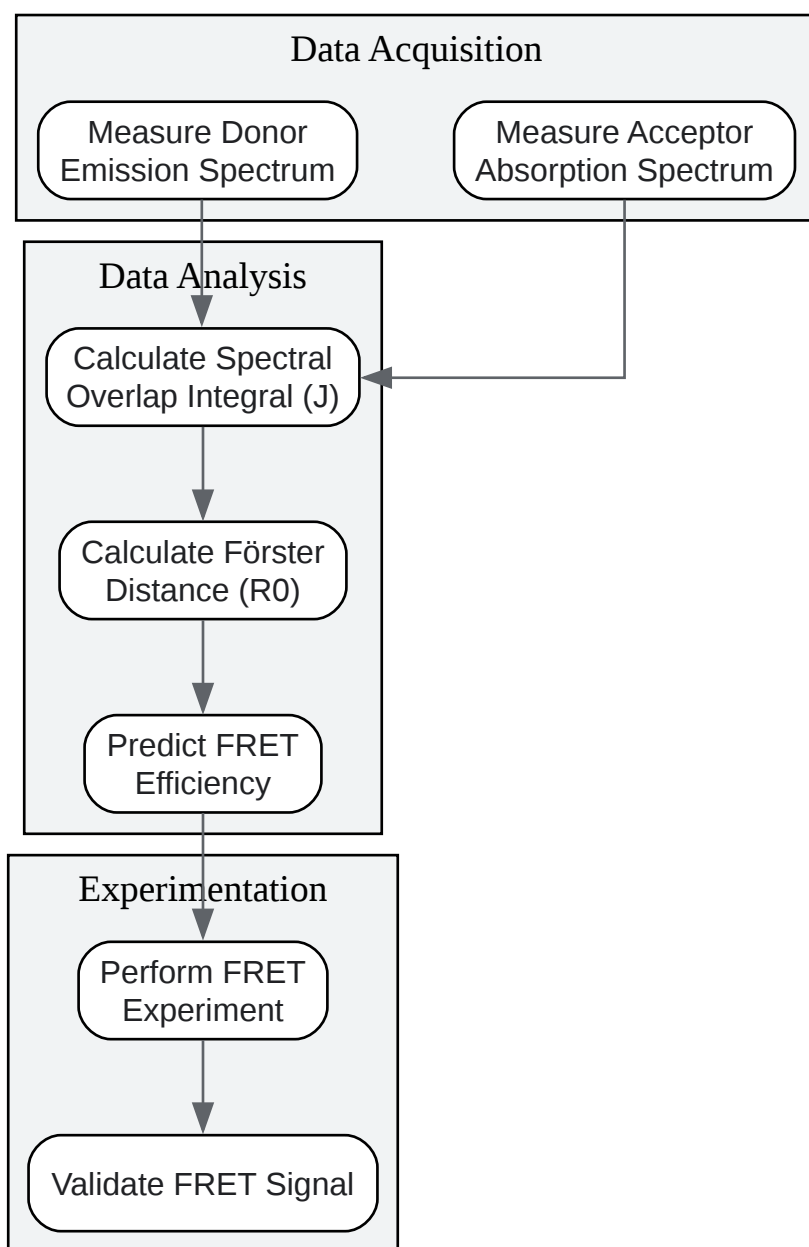 Data Acquisition
Measure Donor
Emission Spectrum
Measure Acceptor
Absorption Spectrum
Data Analysis
Calculate Spectral
Overlap Integral (J)
Calculate Förster
Distance (R0)
Predict FRET
Efficiency
Experimentation
Perform FRET
Experiment
Validate FRET Signal